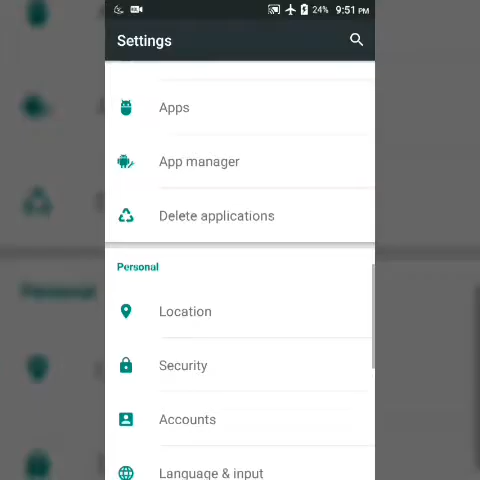 24% 9:51 PM
Settings
Apps
App manager
Delete applications
Personal
Location
Security
Accounts
Language & input